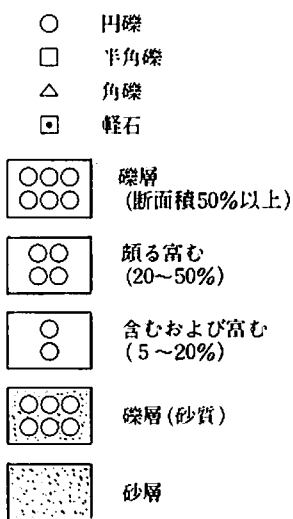 円礫
半角礫
角礫
軽石
礫層
(断面積50%以上)
頗る富む
(20〜50%)
含むおよび富む
(5〜20%)
礫層(砂質)
砂層